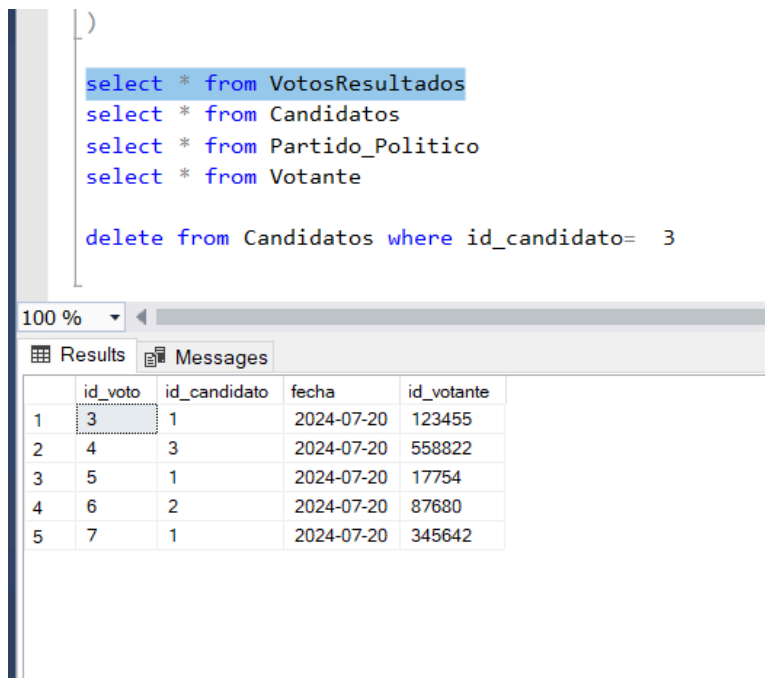 )
select * from VotosResultados
select * from Candidatos
select * from Partido_Politico
select * from Votante
delete from Candidatos where id_candidato=  3
100 %
Results Messages
id_voto id_candidato fecha id_votante
1 3 1 2024-07-20 123455
2 4 3 2024-07-20 558822
3 5 1 2024-07-20 17754
4 6 2 2024-07-20 87680
5 7 1 2024-07-20 345642